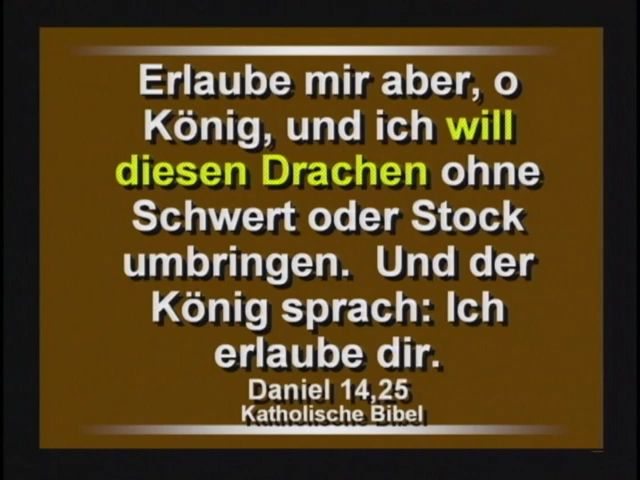 Erlaube mir aber, o
König, und ich will
diesen Drachen ohne
Schwert oder Stock
umbringen.  Und der
König sprach: Ich
erlaube dir.
Daniel 14,25
Katholische Bibel